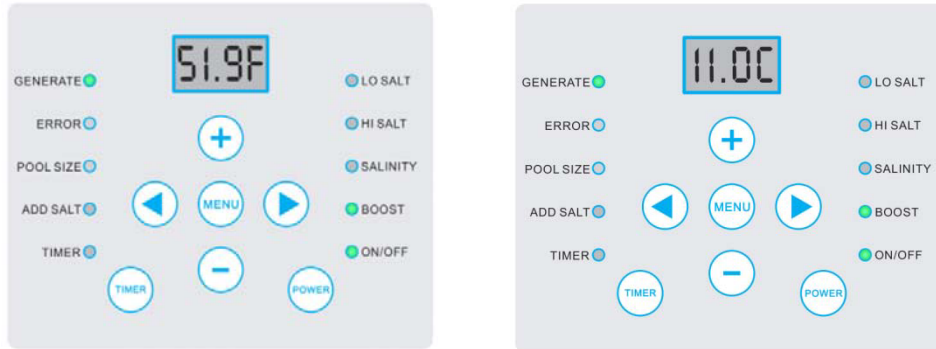 51.9F
GENERATE
LO SALT
ERROR
HI SALT
POOL SIZE
SALINITY
MENU
ADD SALT
BOOST
TIMER
ON/OFF
TIMER
POWER
11.0C
GENERATE
LO SALT
ERROR
HI SALT
POOL SIZE
SALINITY
MENU
ADD SALT
BOOST
TIMER
ON/OFF
TIMER
POWER